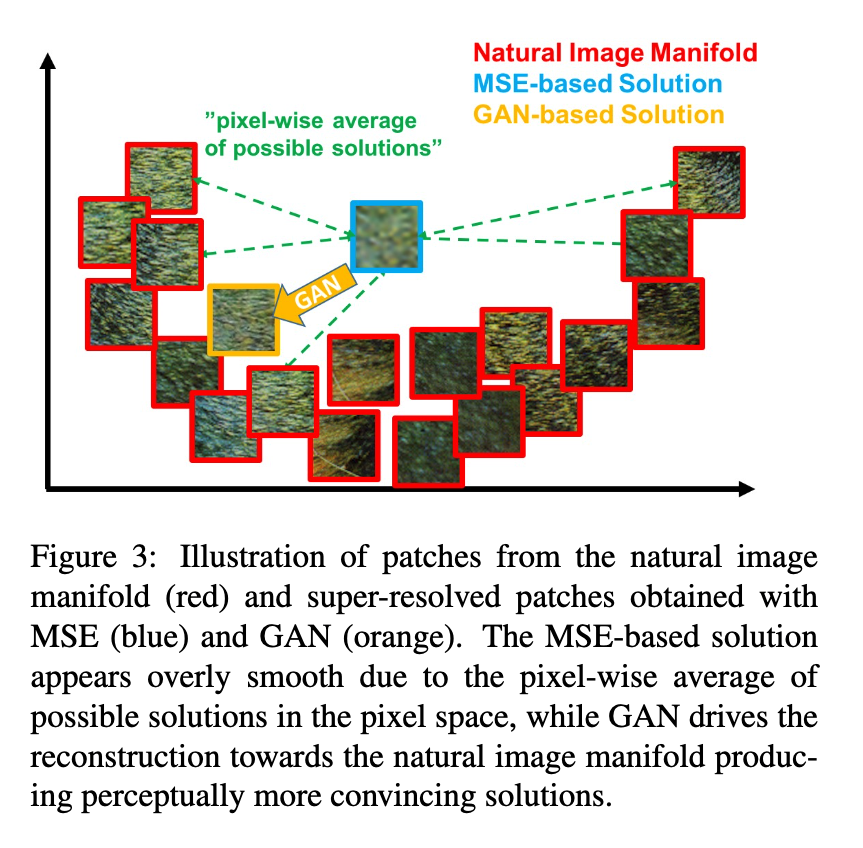 Natural Image Manifold
MSE-based Solution
GAN-based Solution
”pixel-wise average
of possible solutions”
GAN
Figure 3: Illustration of patches from the natural image
manifold (red) and super-resolved patches obtained with
MSE (blue) and GAN (orange). The MSE-based solution
appears overly smooth due to the pixel-wise average of
possible solutions in the pixel space, while GAN drives the
reconstruction towards the natural image manifold produc-
ing perceptually more convincing solutions.